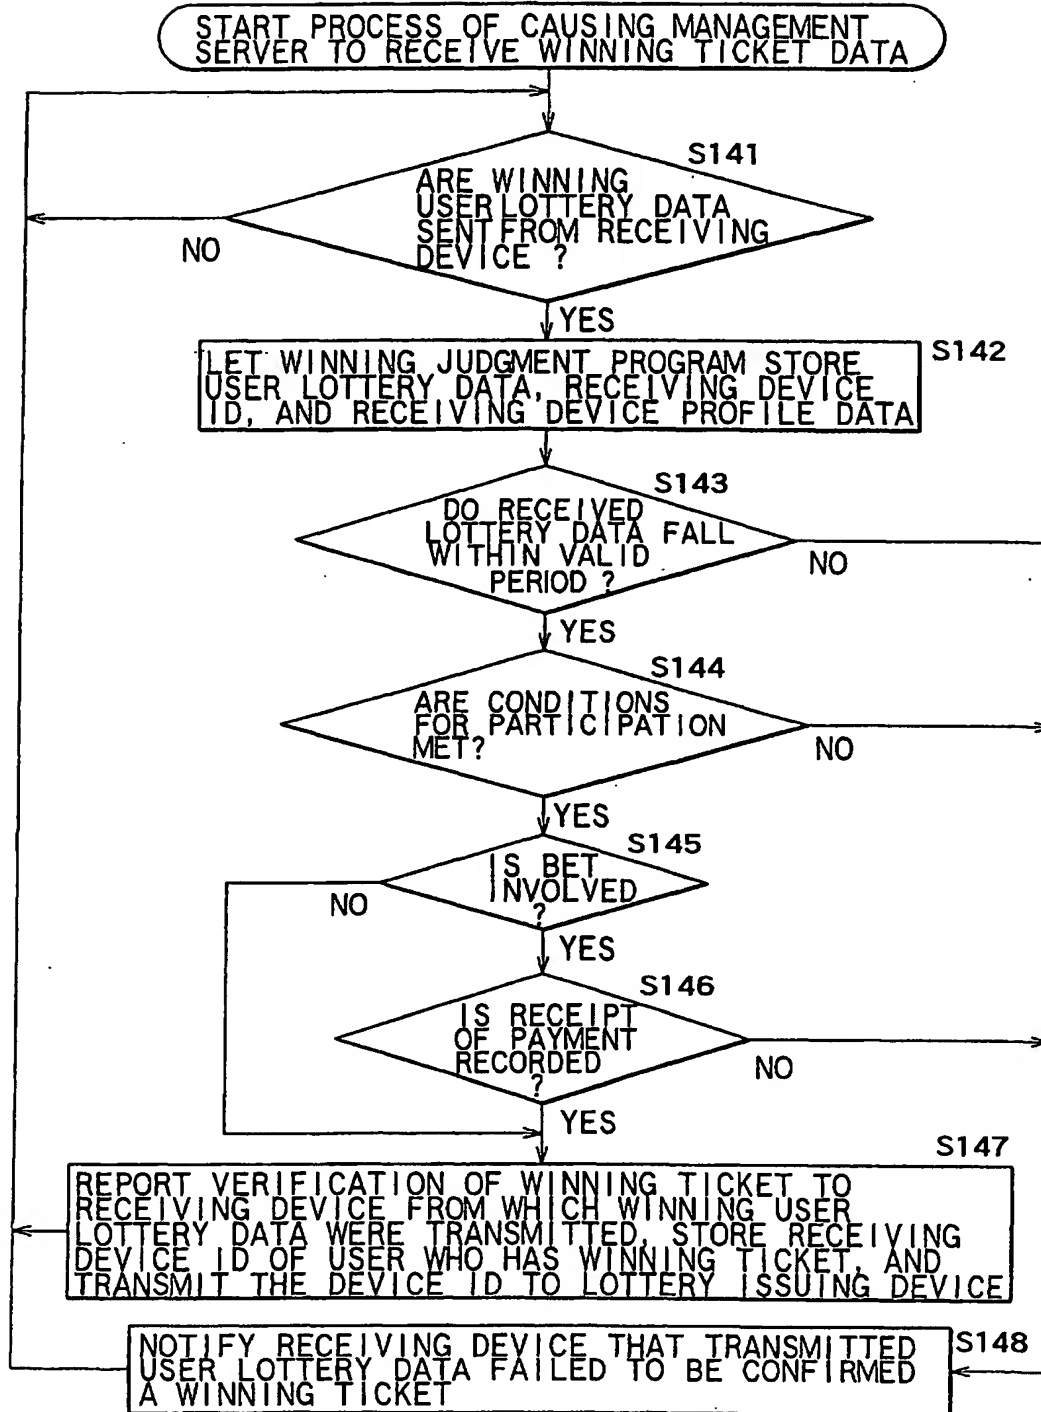 START PROCESS OF CAUSING MANAGEMENT
SERVER TO RECEIVE WINNING TICKET DATA
S141
ARE WINNING
USER LOTTERY DATA
SENT FROM RECEIVING
DEVICE ?
NO
YES
S142
LET WINNING JUDGMENT PROGRAM STORE
USER LOTTERY DATA, RECEIVING DEVICE
ID, AND RECEIVING DEVICE PROFILE DATA
S143
DO RECEIVED
LOTTERY DATA FALL
WITHIN VALID
PERIOD ?
NO
YES
S144
ARE CONDITIONS
FOR PARTICIPATION
MET?
NO
YES
S145
IS BET
INVOLVED
?
NO
YES
S146
IS RECEIPT
OF PAYMENT
RECORDED
?
NO
YES
S147
REPORT VERIFICATION OF WINNING TICKET TO
RECEIVING DEVICE FROM WHICH WINNING USER
LOTTERY DATA WERE TRANSMITTED, STORE RECEIVING
DEVICE ID OF USER WHO HAS WINNING TICKET, AND
TRANSMIT THE DEVICE ID TO LOTTERY ISSUING DEVICE
S148
NOTIFY RECEIVING DEVICE THAT TRANSMITTED
USER LOTTERY DATA FAILED TO BE CONFIRMED
A WINNING TICKET